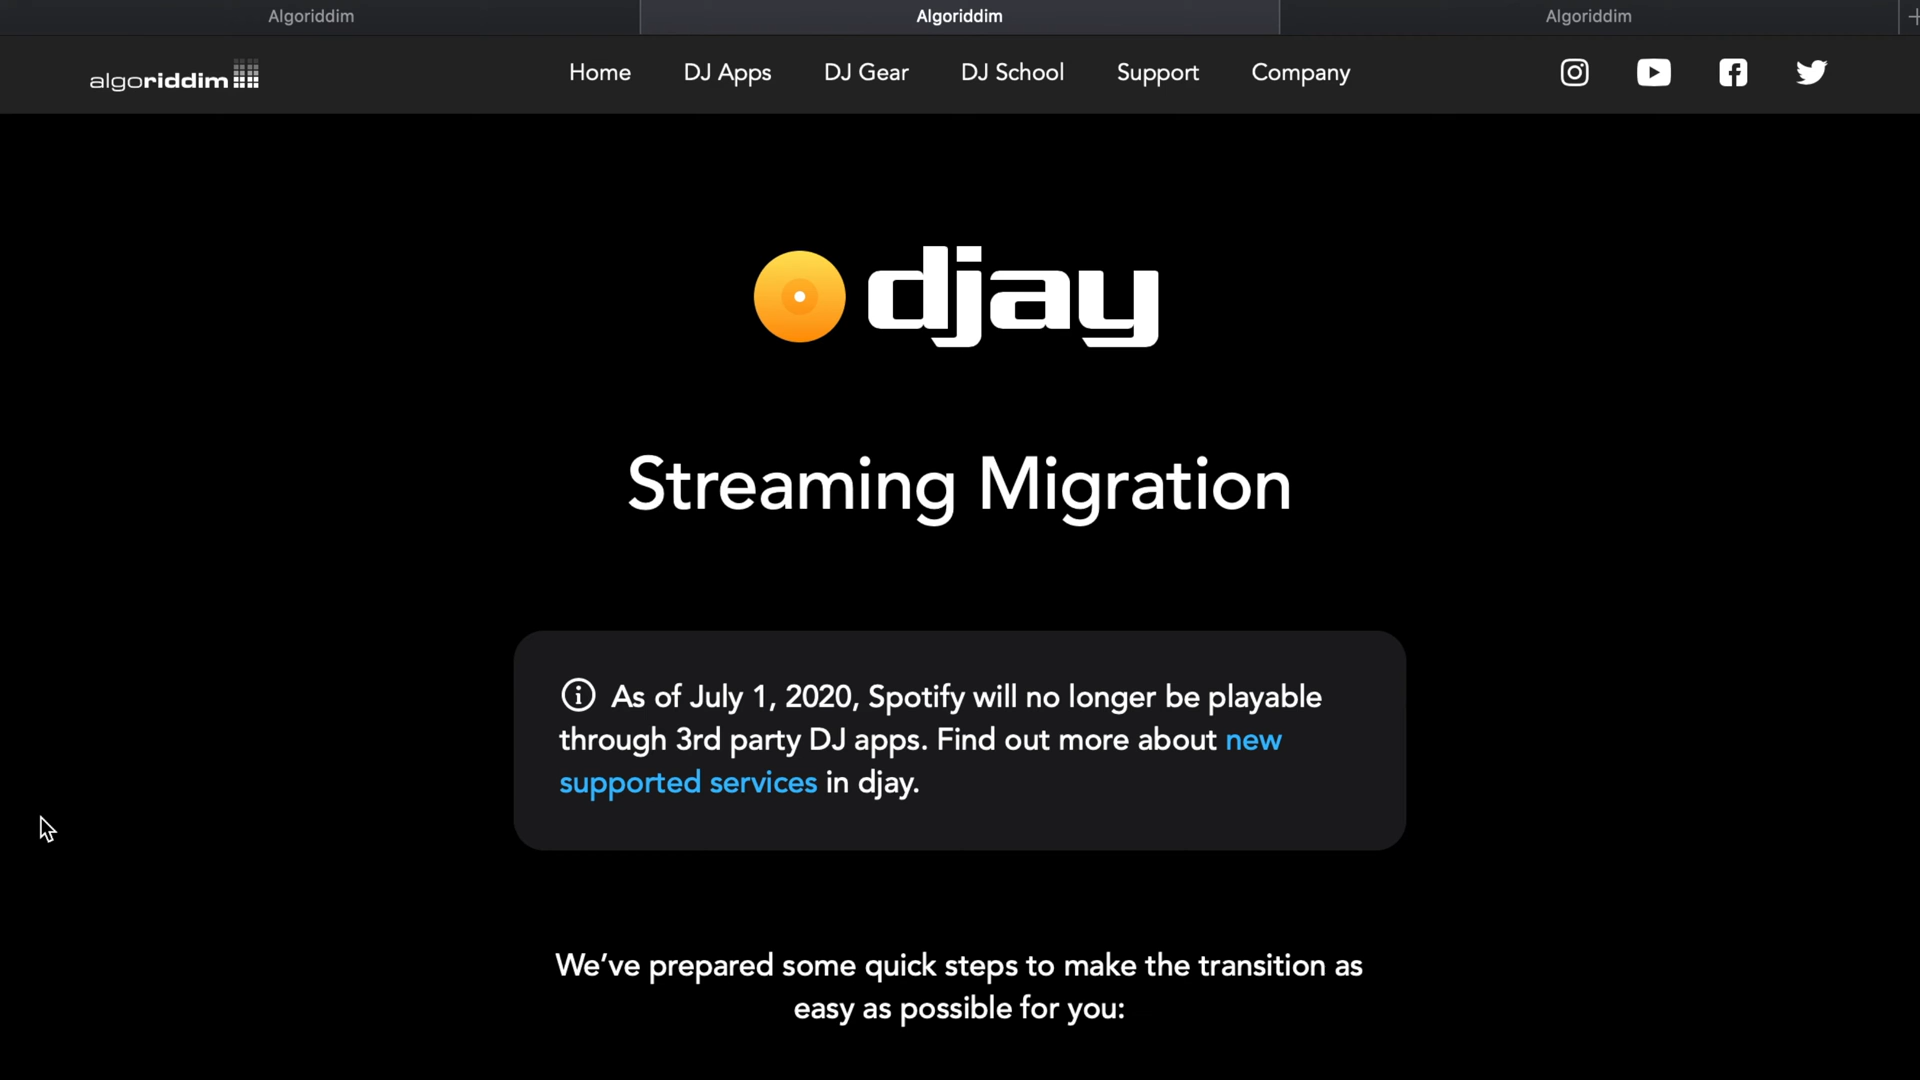 Algoriddim
Algoriddim
Algoriddim
algoriddim
Home
DJ Apps
DJ Gear
DJ School
Support
Company
djay
Streaming Migration
As of July 1, 2020, Spotify will no longer be playable
through 3rd party DJ apps. Find out more about new
supported services in djay.
We’ve prepared some quick steps to make the transition as
easy as possible for you: